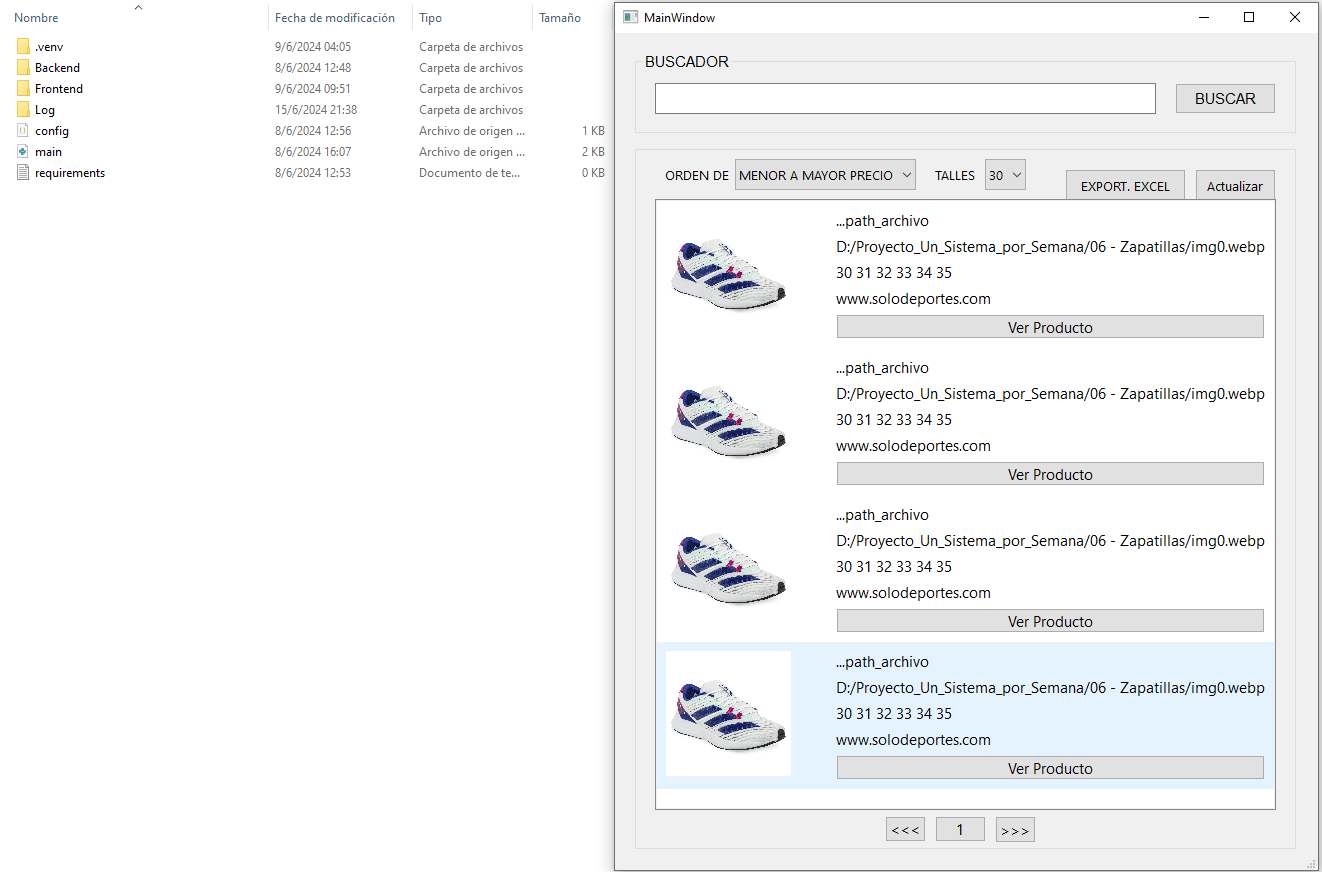 Nombre Fecha de modificación Tipo Tamaño
.venv 9/6/2024 04:05 Carpeta de archivos
Backend 8/6/2024 12:48 Carpeta de archivos
Frontend 9/6/2024 09:51 Carpeta de archivos
Log 15/6/2024 21:38 Carpeta de archivos
config 8/6/2024 12:56 Archivo de origen ... 1 KB
main 8/6/2024 16:07 Archivo de origen ... 2 KB
requirements 8/6/2024 12:53 Documento de te... 0 KB
MainWindow
BUSCADOR
BUSCAR
ORDEN DE MENOR A MAYOR PRECIO TALLES 30 EXPORT. EXCEL Actualizar
...path_archivo
D:/Proyecto_Un_Sistema_por_Semana/06 - Zapatillas/img0.webp
30 31 32 33 34 35
www.solodeportes.com
Ver Producto
...path_archivo
D:/Proyecto_Un_Sistema_por_Semana/06 - Zapatillas/img0.webp
30 31 32 33 34 35
www.solodeportes.com
Ver Producto
...path_archivo
D:/Proyecto_Un_Sistema_por_Semana/06 - Zapatillas/img0.webp
30 31 32 33 34 35
www.solodeportes.com
Ver Producto
...path_archivo
D:/Proyecto_Un_Sistema_por_Semana/06 - Zapatillas/img0.webp
30 31 32 33 34 35
www.solodeportes.com
Ver Producto
<<< 1 >>>